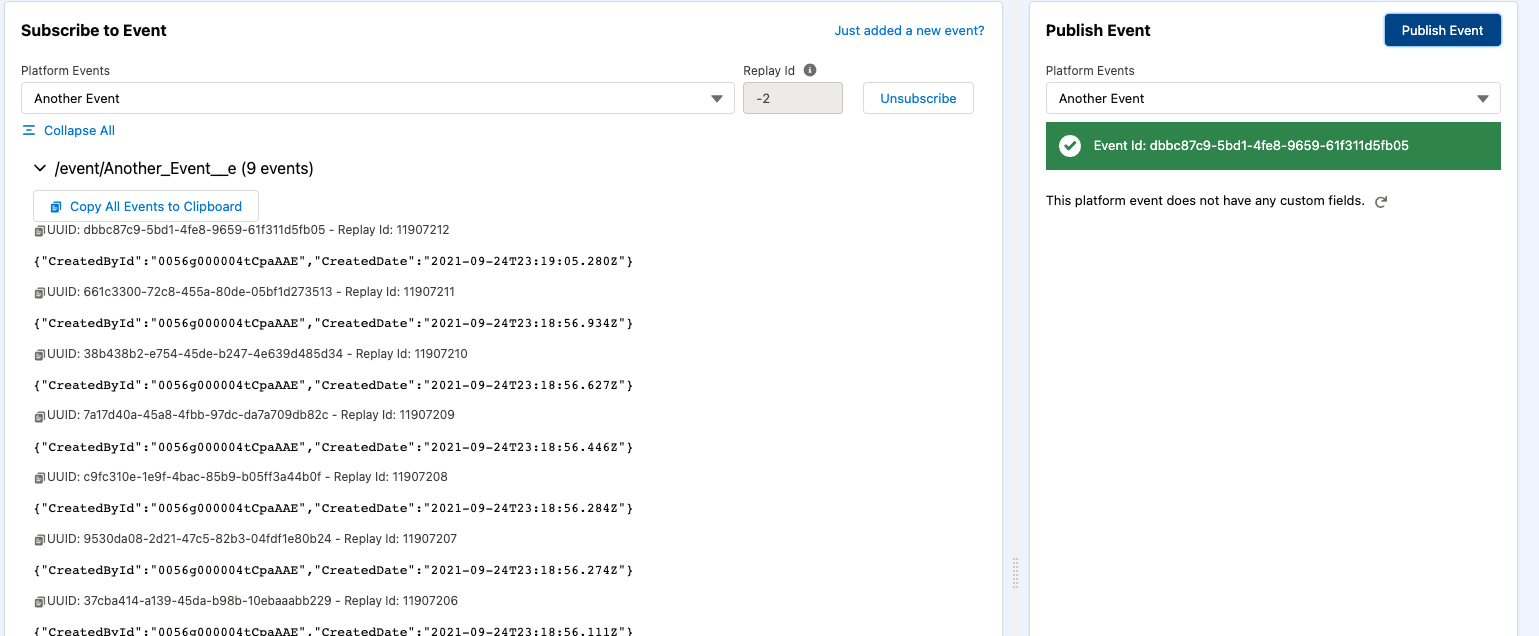 Subscribe to Event
Just added a new event?
Platform Events
Replay Id
Another Event
-2
Unsubscribe
Collapse All
/event/Another_Event__e (9 events)
Copy All Events to Clipboard
UUID: dbbc87c9-5bd1-4fe8-9659-61f311d5fb05 - Replay Id: 11907212
{"CreatedById":"0056g000004tCpaAAE","CreatedDate":"2021-09-24T23:19:05.280Z"}
UUID: 661c3300-72c8-455a-80de-05bf1d273513 - Replay Id: 11907211
{"CreatedById":"0056g000004tCpaAAE","CreatedDate":"2021-09-24T23:18:56.934Z"}
UUID: 38b438b2-e754-45de-b247-4e639d485d34 - Replay Id: 11907210
{"CreatedById":"0056g000004tCpaAAE","CreatedDate":"2021-09-24T23:18:56.627Z"}
UUID: 7a17d40a-45a8-4fbb-97dc-da7a709db82c - Replay Id: 11907209
{"CreatedById":"0056g000004tCpaAAE","CreatedDate":"2021-09-24T23:18:56.446Z"}
UUID: c9fc310e-1e9f-4bac-85b9-b05ff3a44b0f - Replay Id: 11907208
{"CreatedById":"0056g000004tCpaAAE","CreatedDate":"2021-09-24T23:18:56.284Z"}
UUID: 9530da08-2d21-47c5-82b3-04fdf1e80b24 - Replay Id: 11907207
{"CreatedById":"0056g000004tCpaAAE","CreatedDate":"2021-09-24T23:18:56.274Z"}
UUID: 37cba414-a139-45da-b98b-10ebaaabb229 - Replay Id: 11907206
{"CreatedById":"0056g000004tCpaAAE","CreatedDate":"2021-09-24T23:18:56.111Z"}
Publish Event
Publish Event
Platform Events
Another Event
Event Id: dbbc87c9-5bd1-4fe8-9659-61f311d5fb05
This platform event does not have any custom fields.